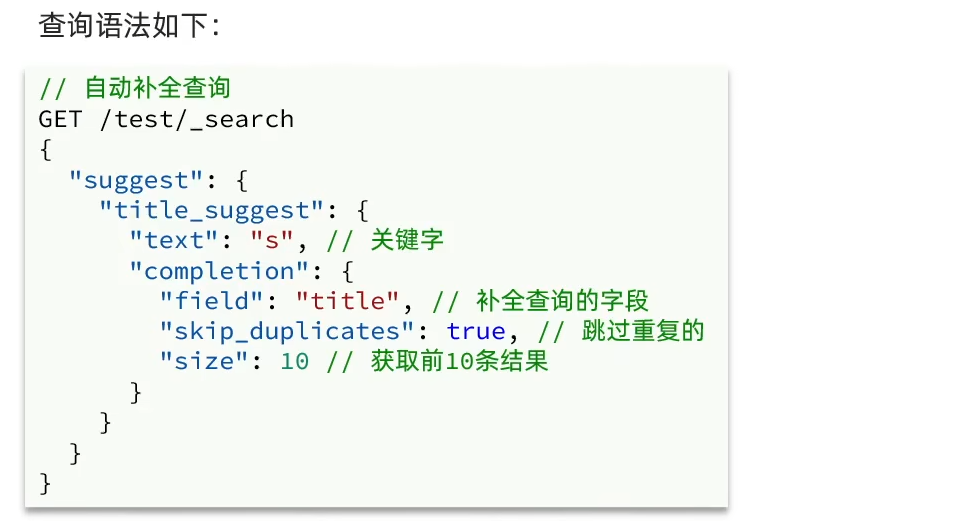 查询语法如下：
// 自动补全查询
GET /test/_search
{
  "suggest": {
    "title_suggest": {
      "text": "s", // 关键字
      "completion": {
        "field": "title", // 补全查询的字段
        "skip_duplicates": true, // 跳过重复的
        "size": 10 // 获取前10条结果
      }
    }
  }
}